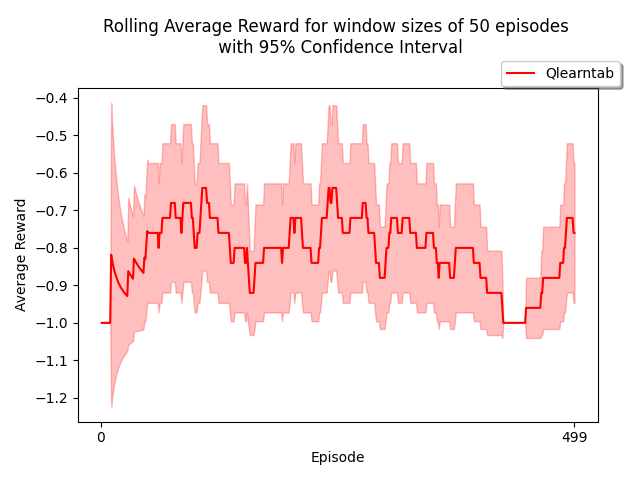 Rolling Average Reward for window sizes of 50 episodes
with 95% Confidence Interval
Qlearntab
−0.4
−0.5
−0.6
−0.7
−0.8
−0.9
−1.0
−1.1
−1.2
Average Reward
0
499
Episode